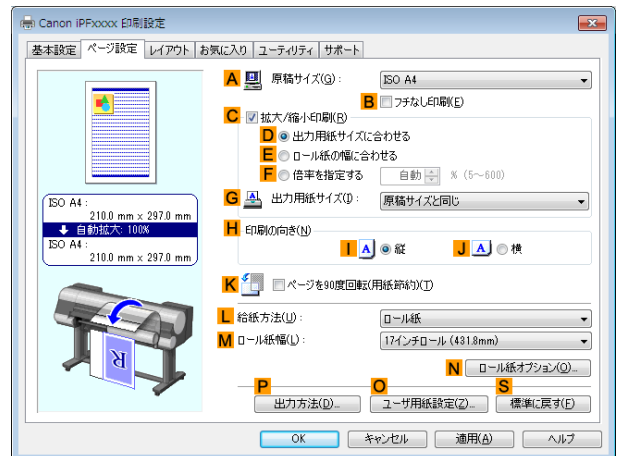 Canon iPFxxxx 印刷設定
基本設定 ページ設定 レイアウト お気に入り ユーティリティ サポート
A 原稿サイズ(G): ISO A4
B フチなし印刷(E)
C 拡大/縮小印刷(R)
D 出力用紙サイズに合わせる
E ロール紙の幅に合わせる
F 倍率を指定する 自動 % (5~600)
G 出力用紙サイズ(I): 原稿サイズと同じ
H 印刷の向き(N)
I A 縦 J A 横
K ページを90度回転(用紙節約)(T)
L 給紙方法(U): ロール紙
M ロール紙幅(L): 17インチロール (431.8mm)
N ロール紙オプション(O)...
P O S
出力方法(D)... ユーザ用紙設定(Z)... 標準に戻す(F)
ISO A4 :
210.0 mm x 297.0 mm
自動拡大: 100%
ISO A4 :
210.0 mm x 297.0 mm
R
OK キャンセル 適用(A) ヘルプ